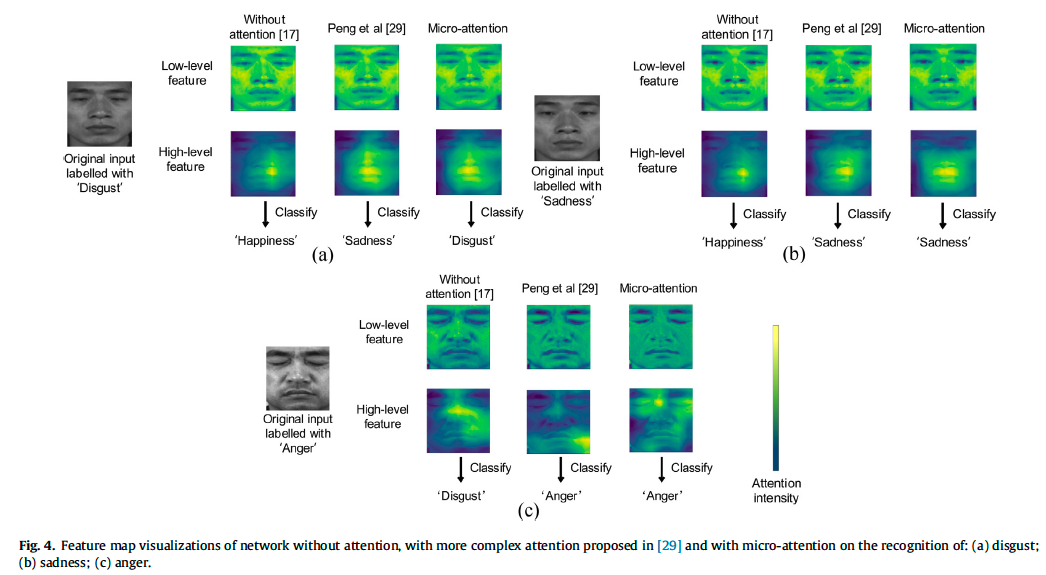 Without
attention [17]
Peng et al [29]
Micro-attention
Low-level
feature
High-level
feature
Original input
labelled with
'Disgust'
Classify
Classify
Classify
'Happiness'
'Sadness'
'Disgust'
(a)
Without
attention [17]
Peng et al [29]
Micro-attention
Low-level
feature
High-level
feature
Original input
labelled with
'Sadness'
Classify
Classify
Classify
'Happiness'
'Sadness'
'Sadness'
(b)
Without
attention [17]
Peng et al [29]
Micro-attention
Low-level
feature
High-level
feature
Original input
labelled with
'Anger'
Classify
Classify
Classify
'Disgust'
'Anger'
'Anger'
(c)
Attention
intensity
Fig. 4. Feature map visualizations of network without attention, with more complex attention proposed in [29] and with micro-attention on the recognition of: (a) disgust;
(b) sadness; (c) anger.